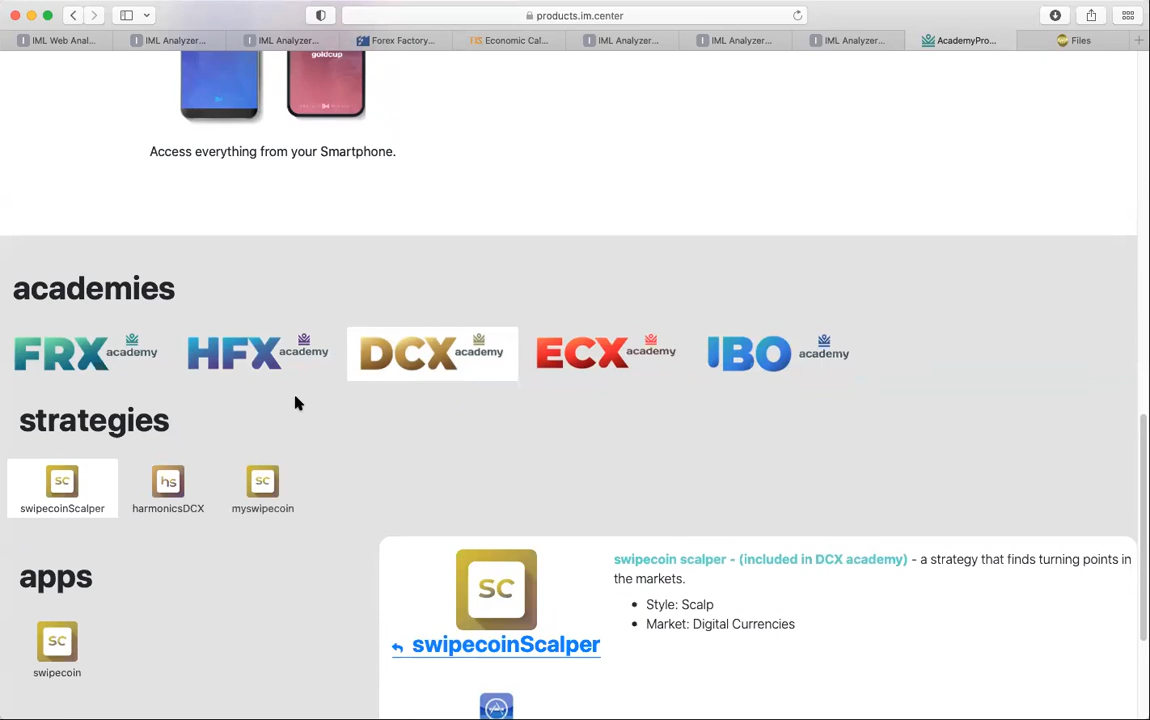 products.im.center
IML Web Anal...
IML Analyzer...
IML Analyzer...
Forex Factory...
Economic Cal...
IML Analyzer...
IML Analyzer...
IML Analyzer...
AcademyPro...
Files
goldcup
Access everything from your Smartphone.
academies
FRX academy
HFX academy
DCX academy
ECX academy
IBO academy
strategies
sc
swipecoinScalper
hs
harmonicsDCX
sc
myswipecoin
apps
sc
swipecoin
sc
swipecoinScalper
swipecoin scalper - (included in DCX academy) - a strategy that finds turning points in
the markets.
• Style: Scalp
• Market: Digital Currencies